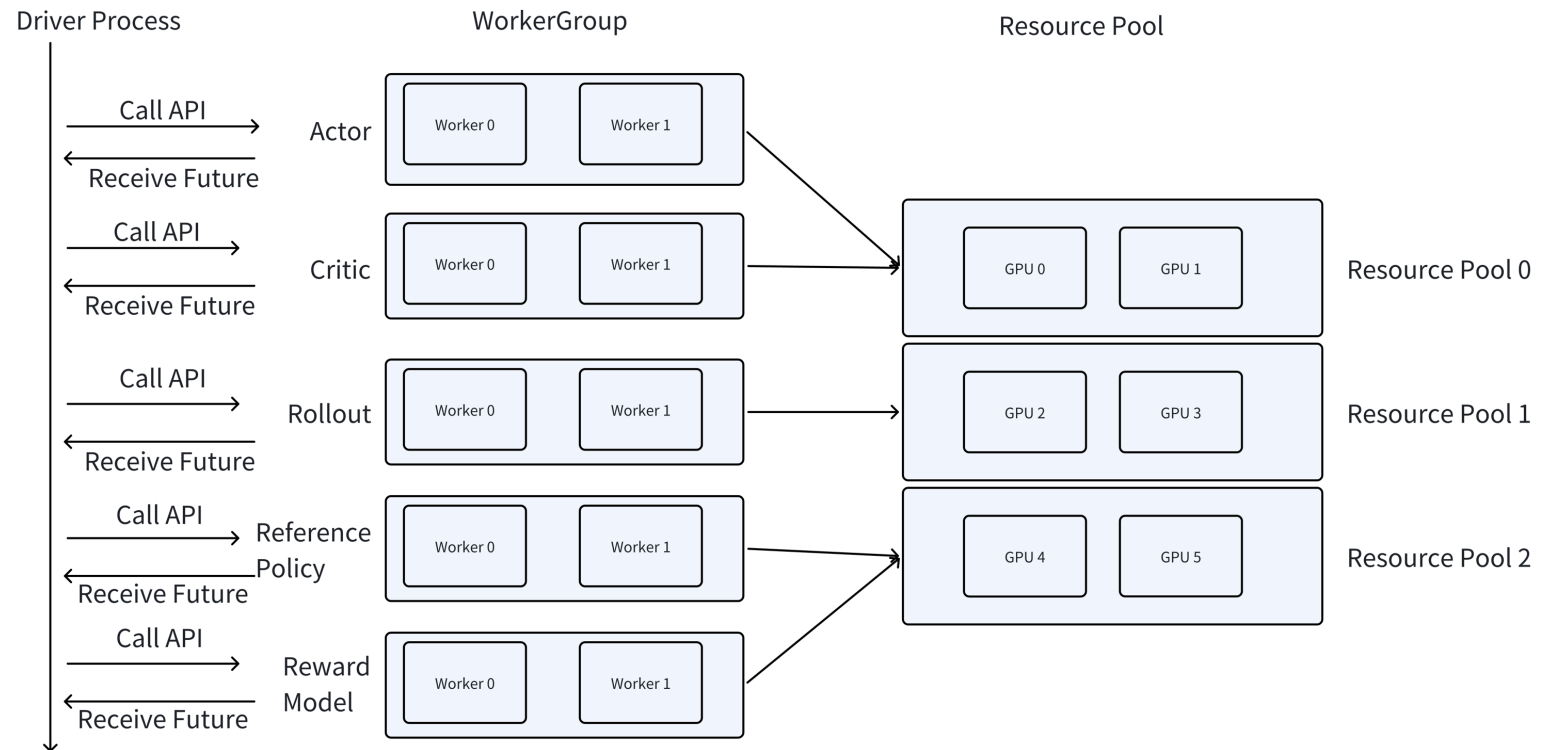 Driver Process
WorkerGroup
Resource Pool
Call API
Receive Future
Actor
Worker 0
Worker 1
Call API
Receive Future
Critic
Worker 0
Worker 1
GPU 0
GPU 1
Resource Pool 0
Call API
Receive Future
Rollout
Worker 0
Worker 1
GPU 2
GPU 3
Resource Pool 1
Call API
Receive Future
Reference
Policy
Worker 0
Worker 1
GPU 4
GPU 5
Resource Pool 2
Call API
Receive Future
Reward
Model
Worker 0
Worker 1